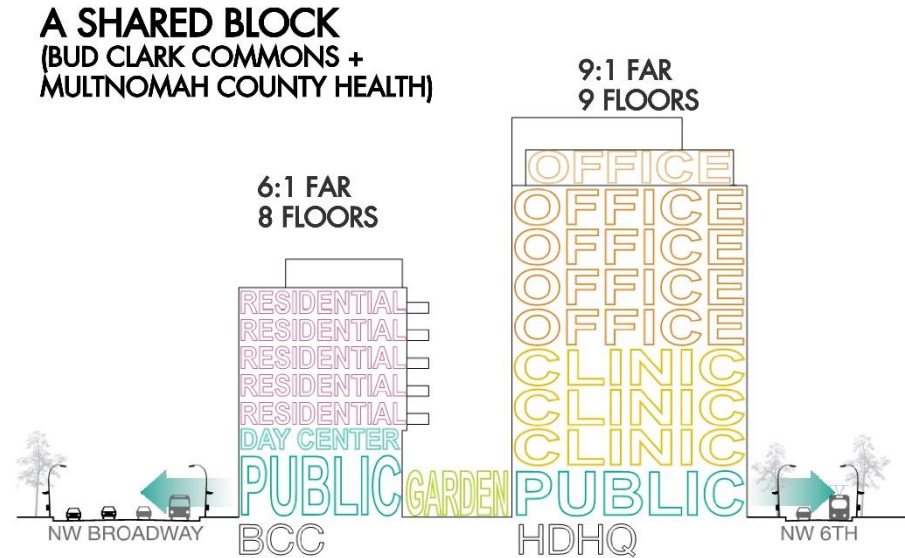 A SHARED BLOCK
(BUD CLARK COMMONS +
MULTNOMAH COUNTY HEALTH)
6:1 FAR
8 FLOORS
9:1 FAR
9 FLOORS
RESIDENTIAL
RESIDENTIAL
RESIDENTIAL
RESIDENTIAL
RESIDENTIAL
DAY CENTER
PUBLIC
GARDEN
OFFICE
OFFICE
OFFICE
OFFICE
OFFICE
CLINIC
CLINIC
CLINIC
PUBLIC
NW BROADWAY
BCC
HDHQ
NW 6TH